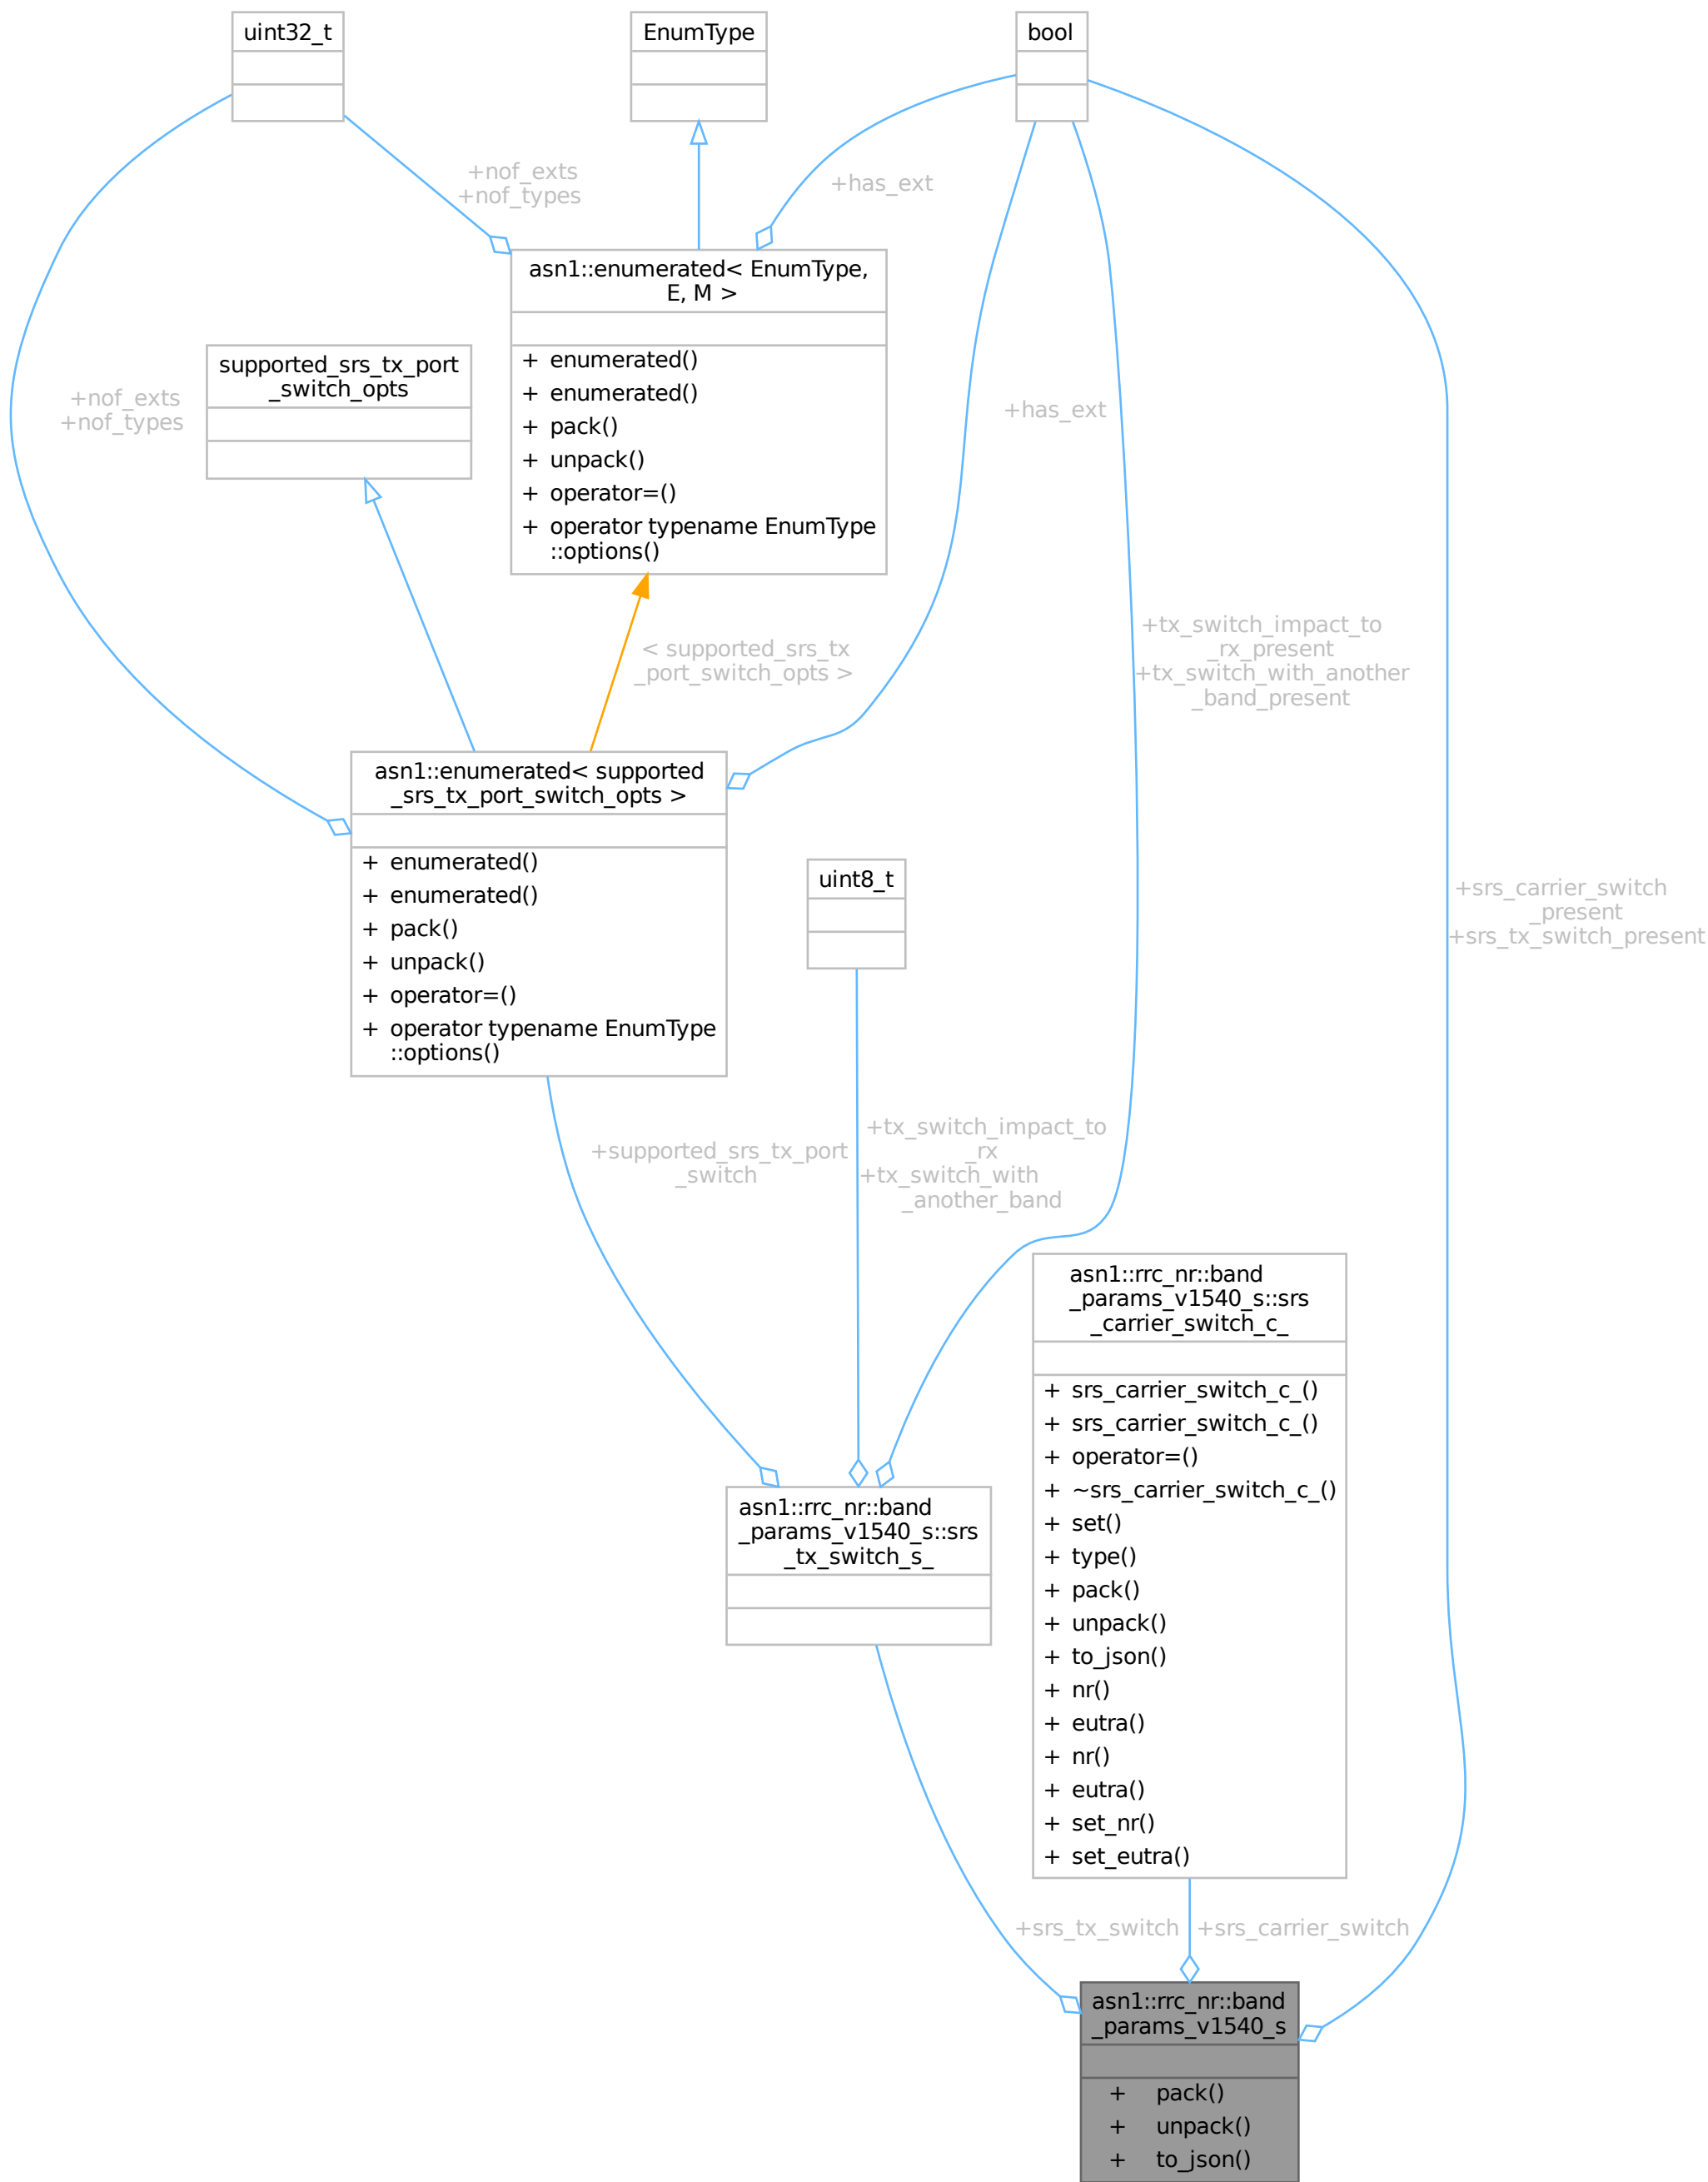 uint32_t
EnumType
bool
+nof_exts
+nof_types
+has_ext
asn1::enumerated< EnumType,
E, M >
+ enumerated()
+ enumerated()
+ pack()
+ unpack()
+ operator=()
+ operator typename EnumType
::options()
supported_srs_tx_port
_switch_opts
+nof_exts
+nof_types
+has_ext
< supported_srs_tx
_port_switch_opts >
+tx_switch_impact_to
_rx_present
+tx_switch_with_another
_band_present
asn1::enumerated< supported
_srs_tx_port_switch_opts >
+ enumerated()
+ enumerated()
+ pack()
+ unpack()
+ operator=()
+ operator typename EnumType
::options()
uint8_t
+srs_carrier_switch
_present
+srs_tx_switch_present
+supported_srs_tx_port
_switch
+tx_switch_impact_to
_rx
+tx_switch_with
_another_band
asn1::rrc_nr::band
_params_v1540_s::srs
_carrier_switch_c_
+ srs_carrier_switch_c_()
+ srs_carrier_switch_c_()
+ operator=()
+ ~srs_carrier_switch_c_()
+ set()
+ type()
+ pack()
+ unpack()
+ to_json()
+ nr()
+ eutra()
+ nr()
+ eutra()
+ set_nr()
+ set_eutra()
asn1::rrc_nr::band
_params_v1540_s::srs
_tx_switch_s_
+srs_tx_switch
+srs_carrier_switch
asn1::rrc_nr::band
_params_v1540_s
+ pack()
+ unpack()
+ to_json()